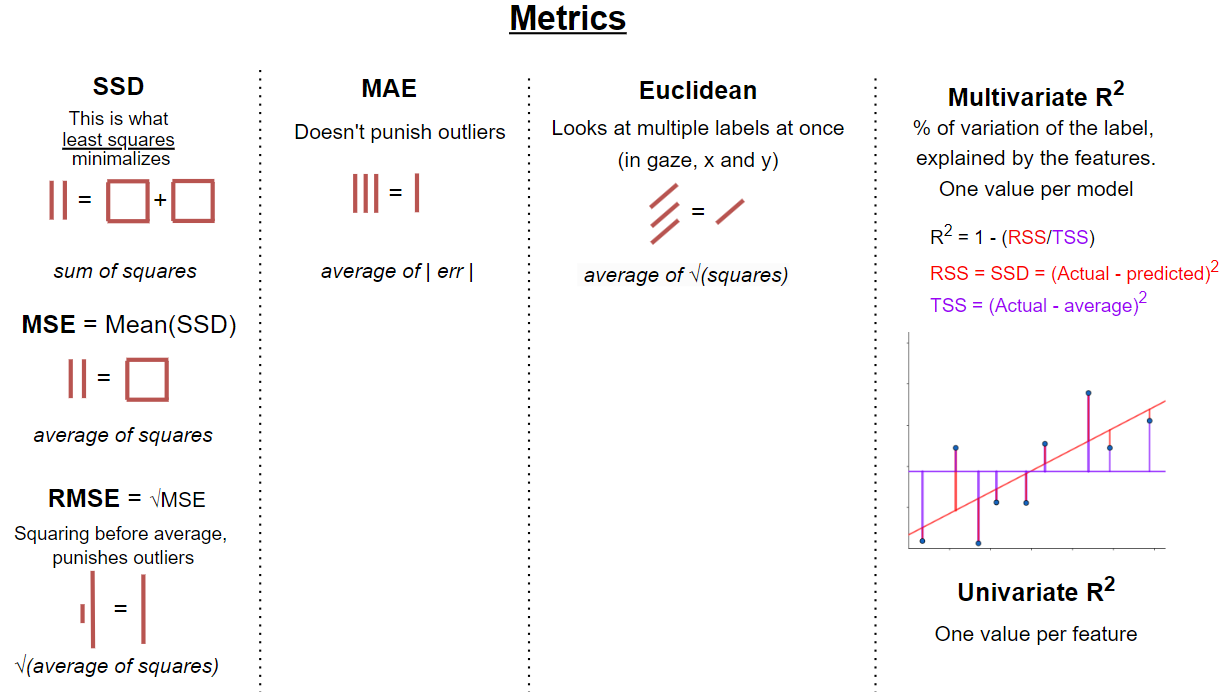 Metrics
SSD
This is what
least squares
minimalizes
= +
sum of squares
MSE = Mean(SSD)
=
average of squares
RMSE = √MSE
Squaring before average,
punishes outliers
=
√(average of squares)
MAE
Doesn't punish outliers
=
average of | err |
Euclidean
Looks at multiple labels at once
(in gaze, x and y)
=
average of √(squares)
Multivariate R²
% of variation of the label,
explained by the features.
One value per model
R² = 1 - (RSS/TSS)
RSS = SSD = (Actual - predicted)²
TSS = (Actual - average)²
Univariate R²
One value per feature